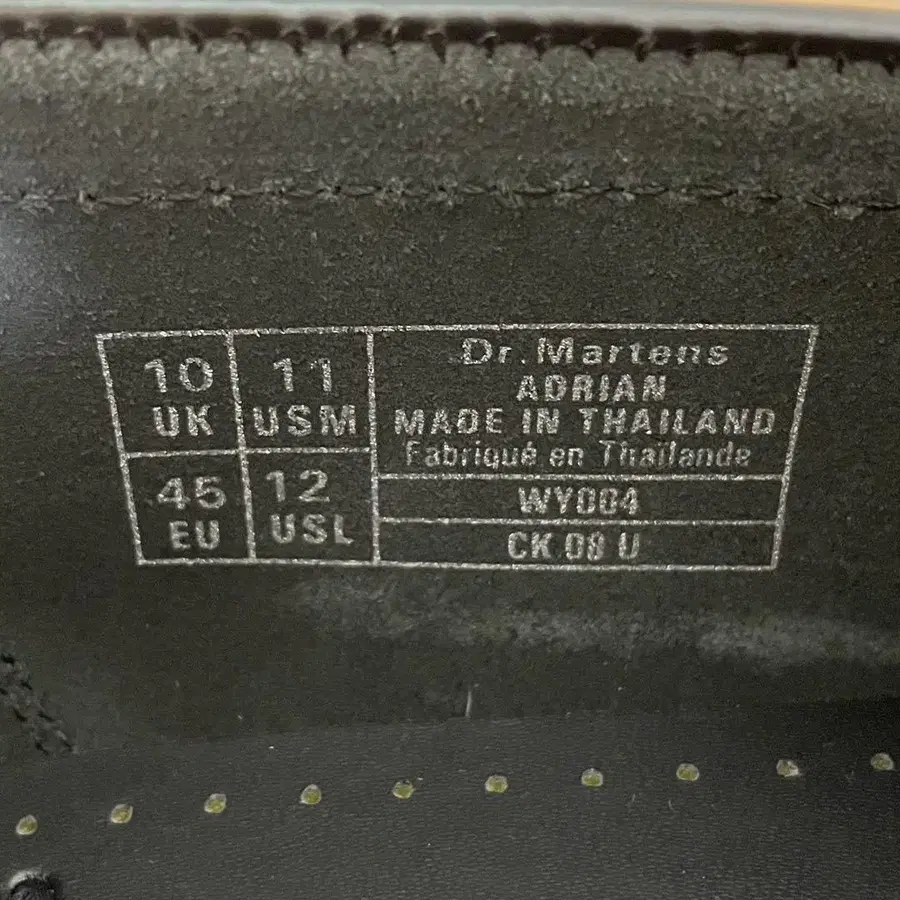 10 UK
11 USM
45 EU
12 USL
Dr. Martens
ADRIAN
MADE IN THAILAND
Fabriqué en Thaïlande
WY004
CK 08 U